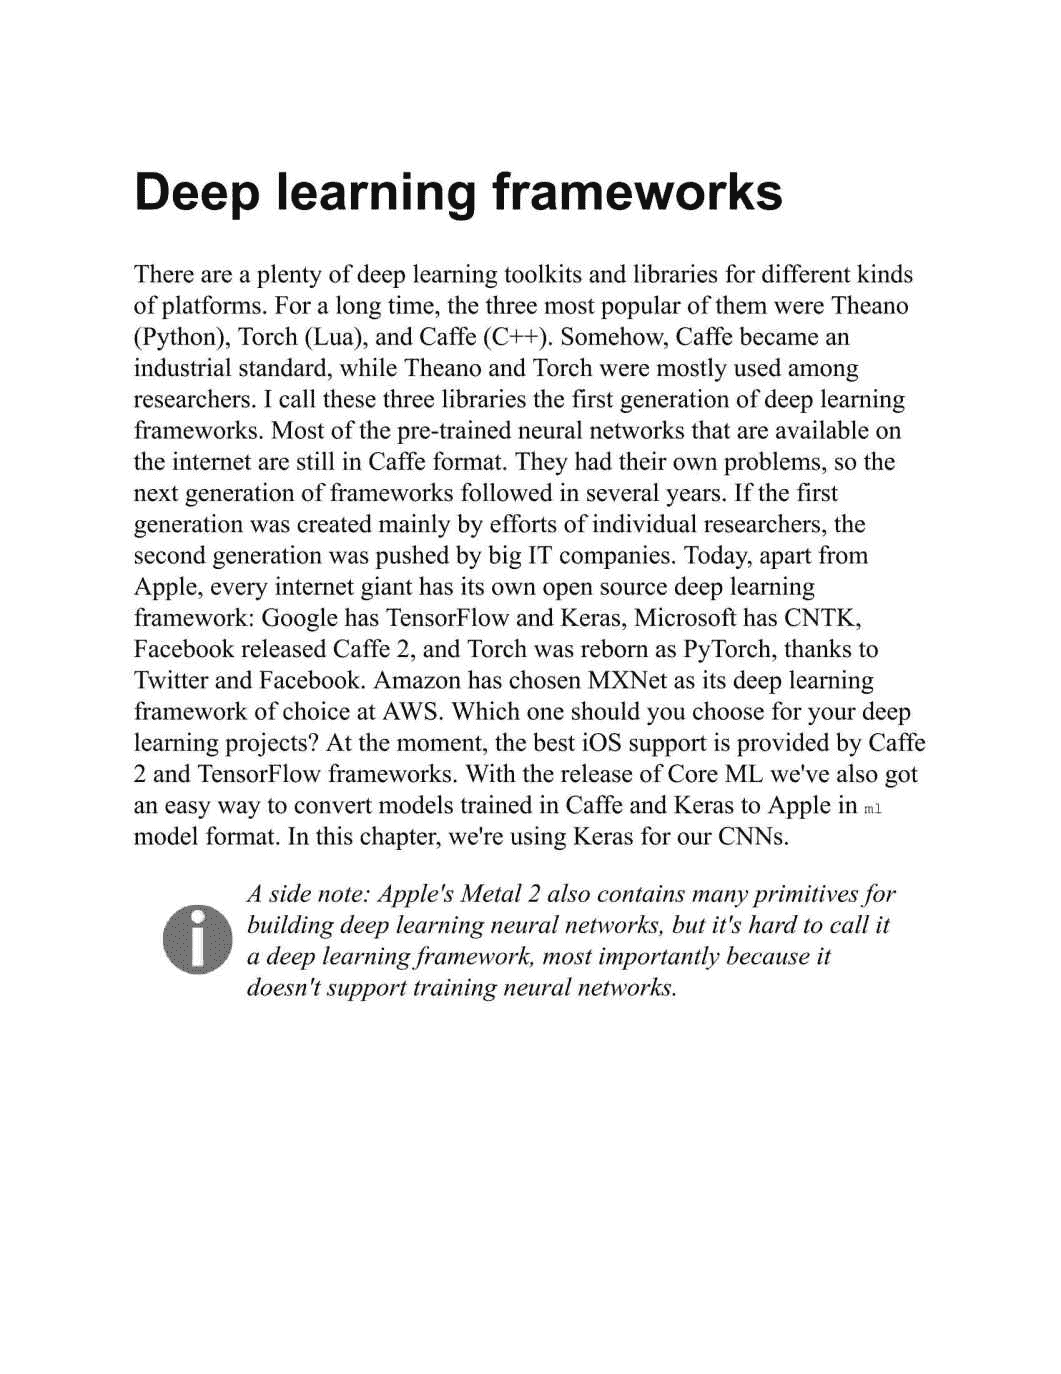 Deep learning frameworks
There are a plenty of deep learning toolkits and libraries for different kinds
of platforms. For a long time, the three most popular of them were Theano
(Python), Torch (Lua), and Caffe (C++). Somehow, Caffe became an
industrial standard, while Theano and Torch were mostly used among
researchers. I call these three libraries the first generation of deep learning
frameworks. Most of the pre-trained neural networks that are available on
the internet are still in Caffe format. They had their own problems, so the
next generation of frameworks followed in several years. If the first
generation was created mainly by efforts of individual researchers, the
second generation was pushed by big IT companies. Today, apart from
Apple, every internet giant has its own open source deep learning
framework: Google has TensorFlow and Keras, Microsoft has CNTK,
Facebook released Caffe 2, and Torch was reborn as PyTorch, thanks to
Twitter and Facebook. Amazon has chosen MXNet as its deep learning
framework of choice at AWS. Which one should you choose for your deep
learning projects? At the moment, the best iOS support is provided by Caffe
2 and TensorFlow frameworks. With the release of Core ML we've also got
an easy way to convert models trained in Caffe and Keras to Apple in ml
model format. In this chapter, we're using Keras for our CNNs.
A side note: Apple's Metal 2 also contains many primitives for
building deep learning neural networks, but it's hard to call it
a deep learning framework, most importantly because it
doesn't support training neural networks.